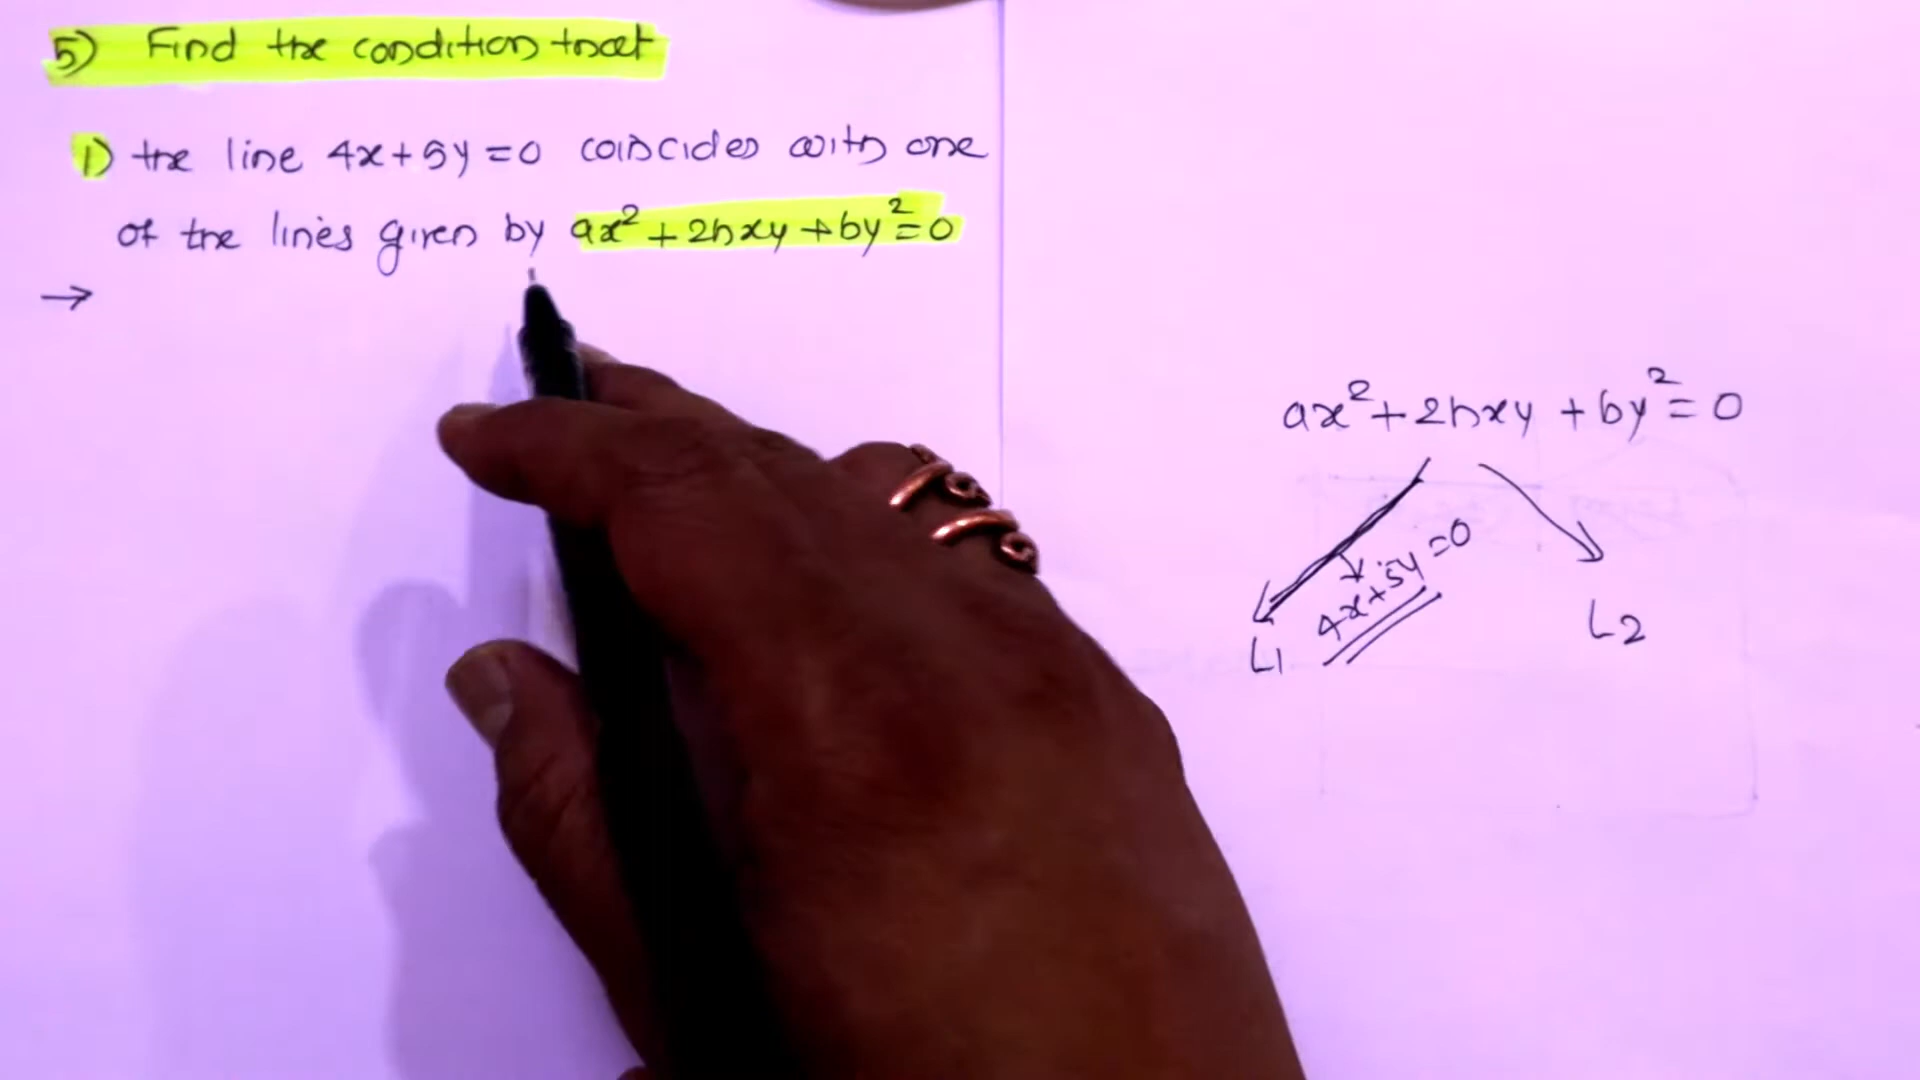 5) Find the condition that
1) the line 4x+5y=0 coincides with one
of the lines given by ax²+2hxy+by²=0
→
ax²+2hxy+by²=0
4x+5y=0
L1
L2